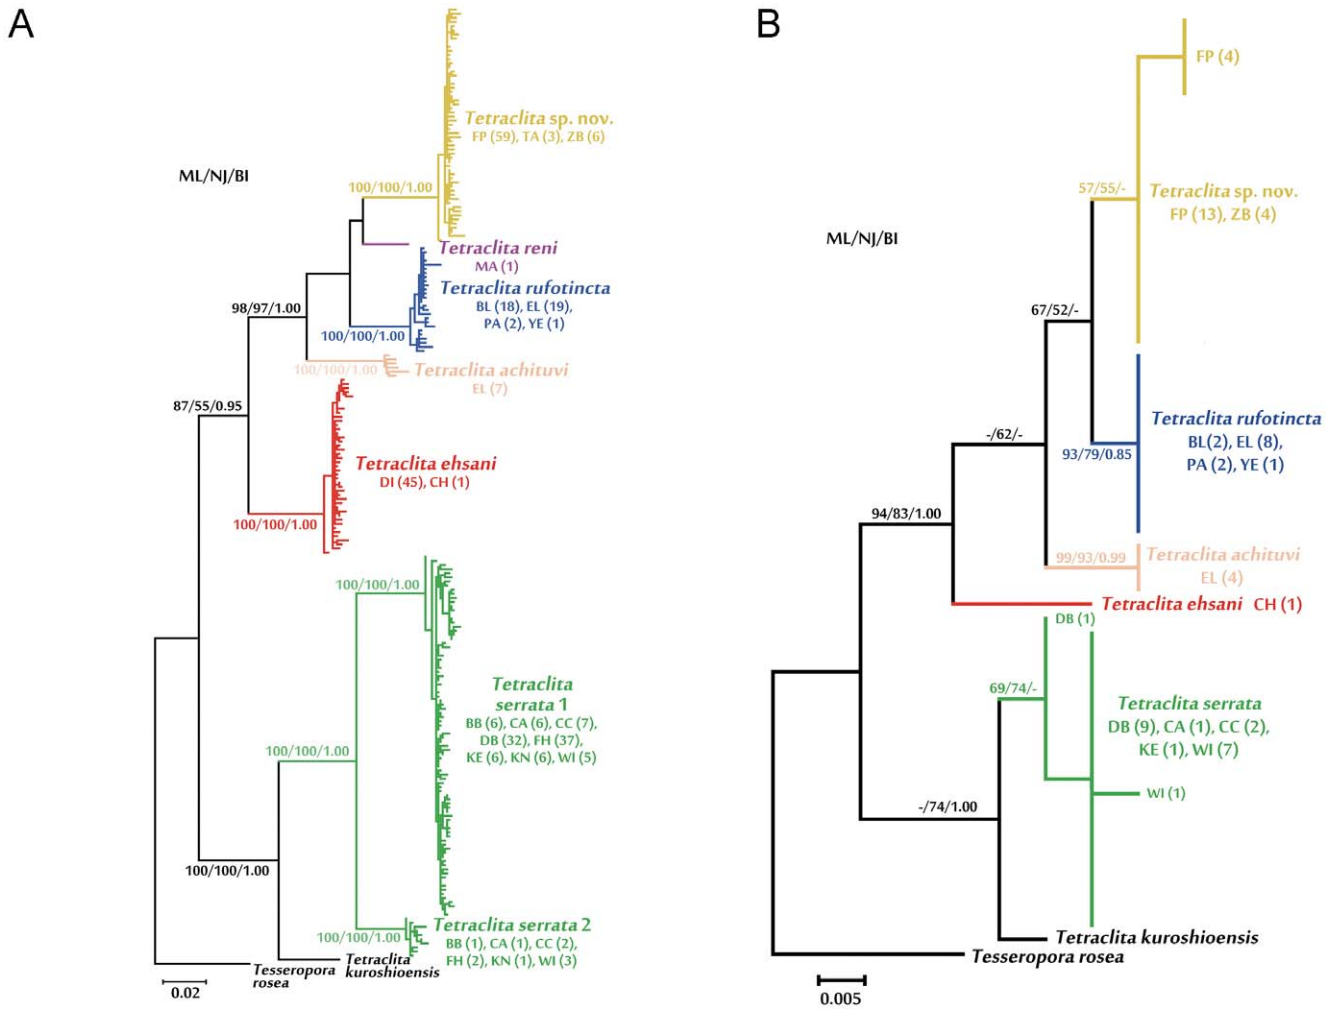 A
ML/NJ/BI
Tetraclita sp. nov.
FP (59), TA (3), ZB (6)
100/100/1.00
Tetraclita reni
MA (1)
Tetraclita rufotincta
BL (18), EL (19),
PA (2), YE (1)
98/97/1.00
100/100/1.00
100/100/1.00
Tetraclita achituvi
EL (7)
87/55/0.95
Tetraclita ehsani
DI (45), CH (1)
100/100/1.00
100/100/1.00
Tetraclita
serrata 1
BB (6), CA (6), CC (7),
DB (32), FH (37),
KE (6), KN (6), WI (5)
100/100/1.00
100/100/1.00
Tetraclita serrata 2
100/100/1.00
BB (1), CA (1), CC (2),
FH (2), KN (1), WI (3)
Tetraclita
kuroshioensis
Tesseropora
rosea
0.02
B
FP (4)
57/55/-
Tetraclita sp. nov.
FP (13), ZB (4)
ML/NJ/BI
67/52/-
Tetraclita rufotincta
BL(2), EL (8),
PA (2), YE (1)
-/62/-
93/79/0.85
94/83/1.00
99/93/0.99
Tetraclita achituvi
EL (4)
Tetraclita ehsani CH (1)
DB (1)
69/74/-
Tetraclita serrata
DB (9), CA (1), CC (2),
KE (1), WI (7)
WI (1)
-/74/1.00
Tetraclita kuroshioensis
Tesseropora rosea
0.005